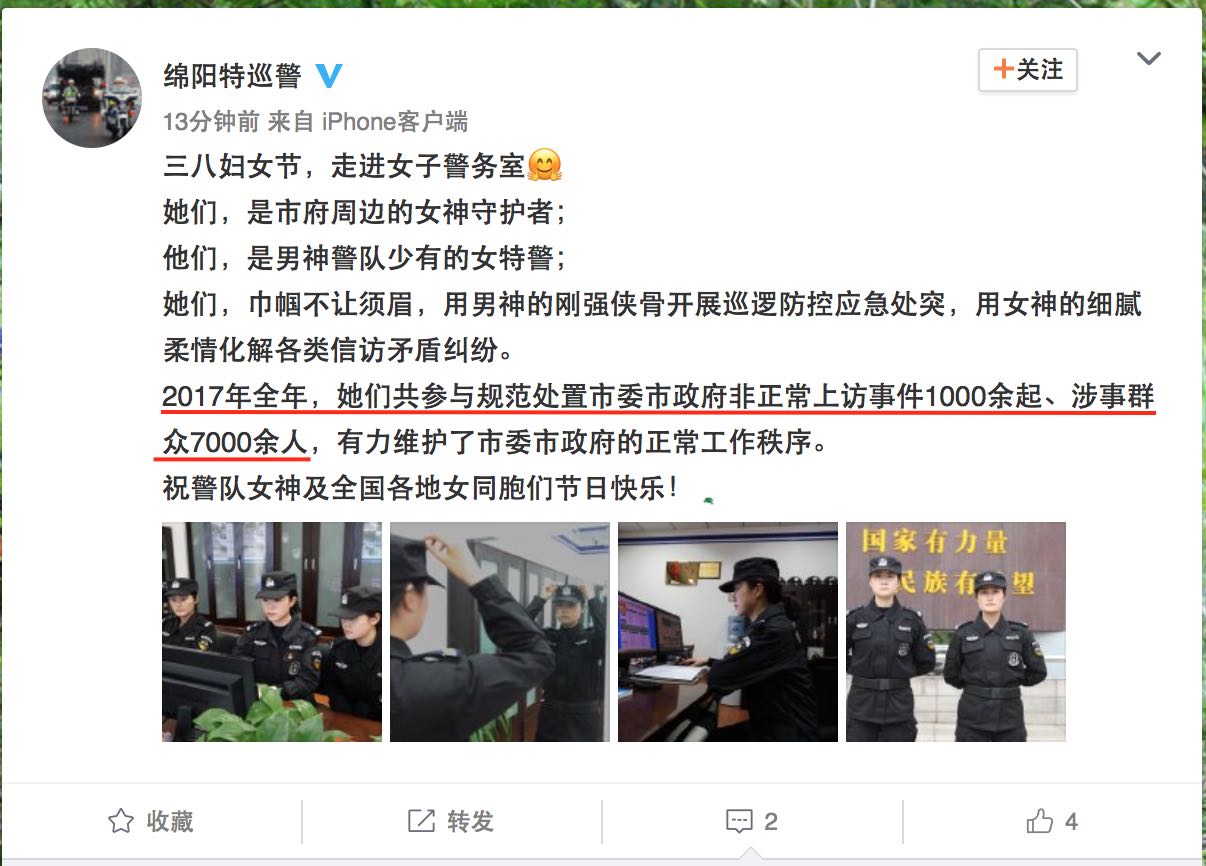 绵阳特巡警
+关注
13分钟前 来自 iPhone客户端
三八妇女节，走进女子警务室🤗
她们，是市府周边的女神守护者；
他们，是男神警队少有的女特警；
她们，巾帼不让须眉，用男神的刚强侠骨开展巡逻防控应急处突，用女神的细腻
柔情化解各类信访矛盾纠纷。
2017年全年，她们共参与规范处置市委市政府非正常上访事件1000余起、涉事群
众7000余人，有力维护了市委市政府的正常工作秩序。
祝警队女神及全国各地女同胞们节日快乐！
国家有力量
民族有望
收藏
转发
2
4